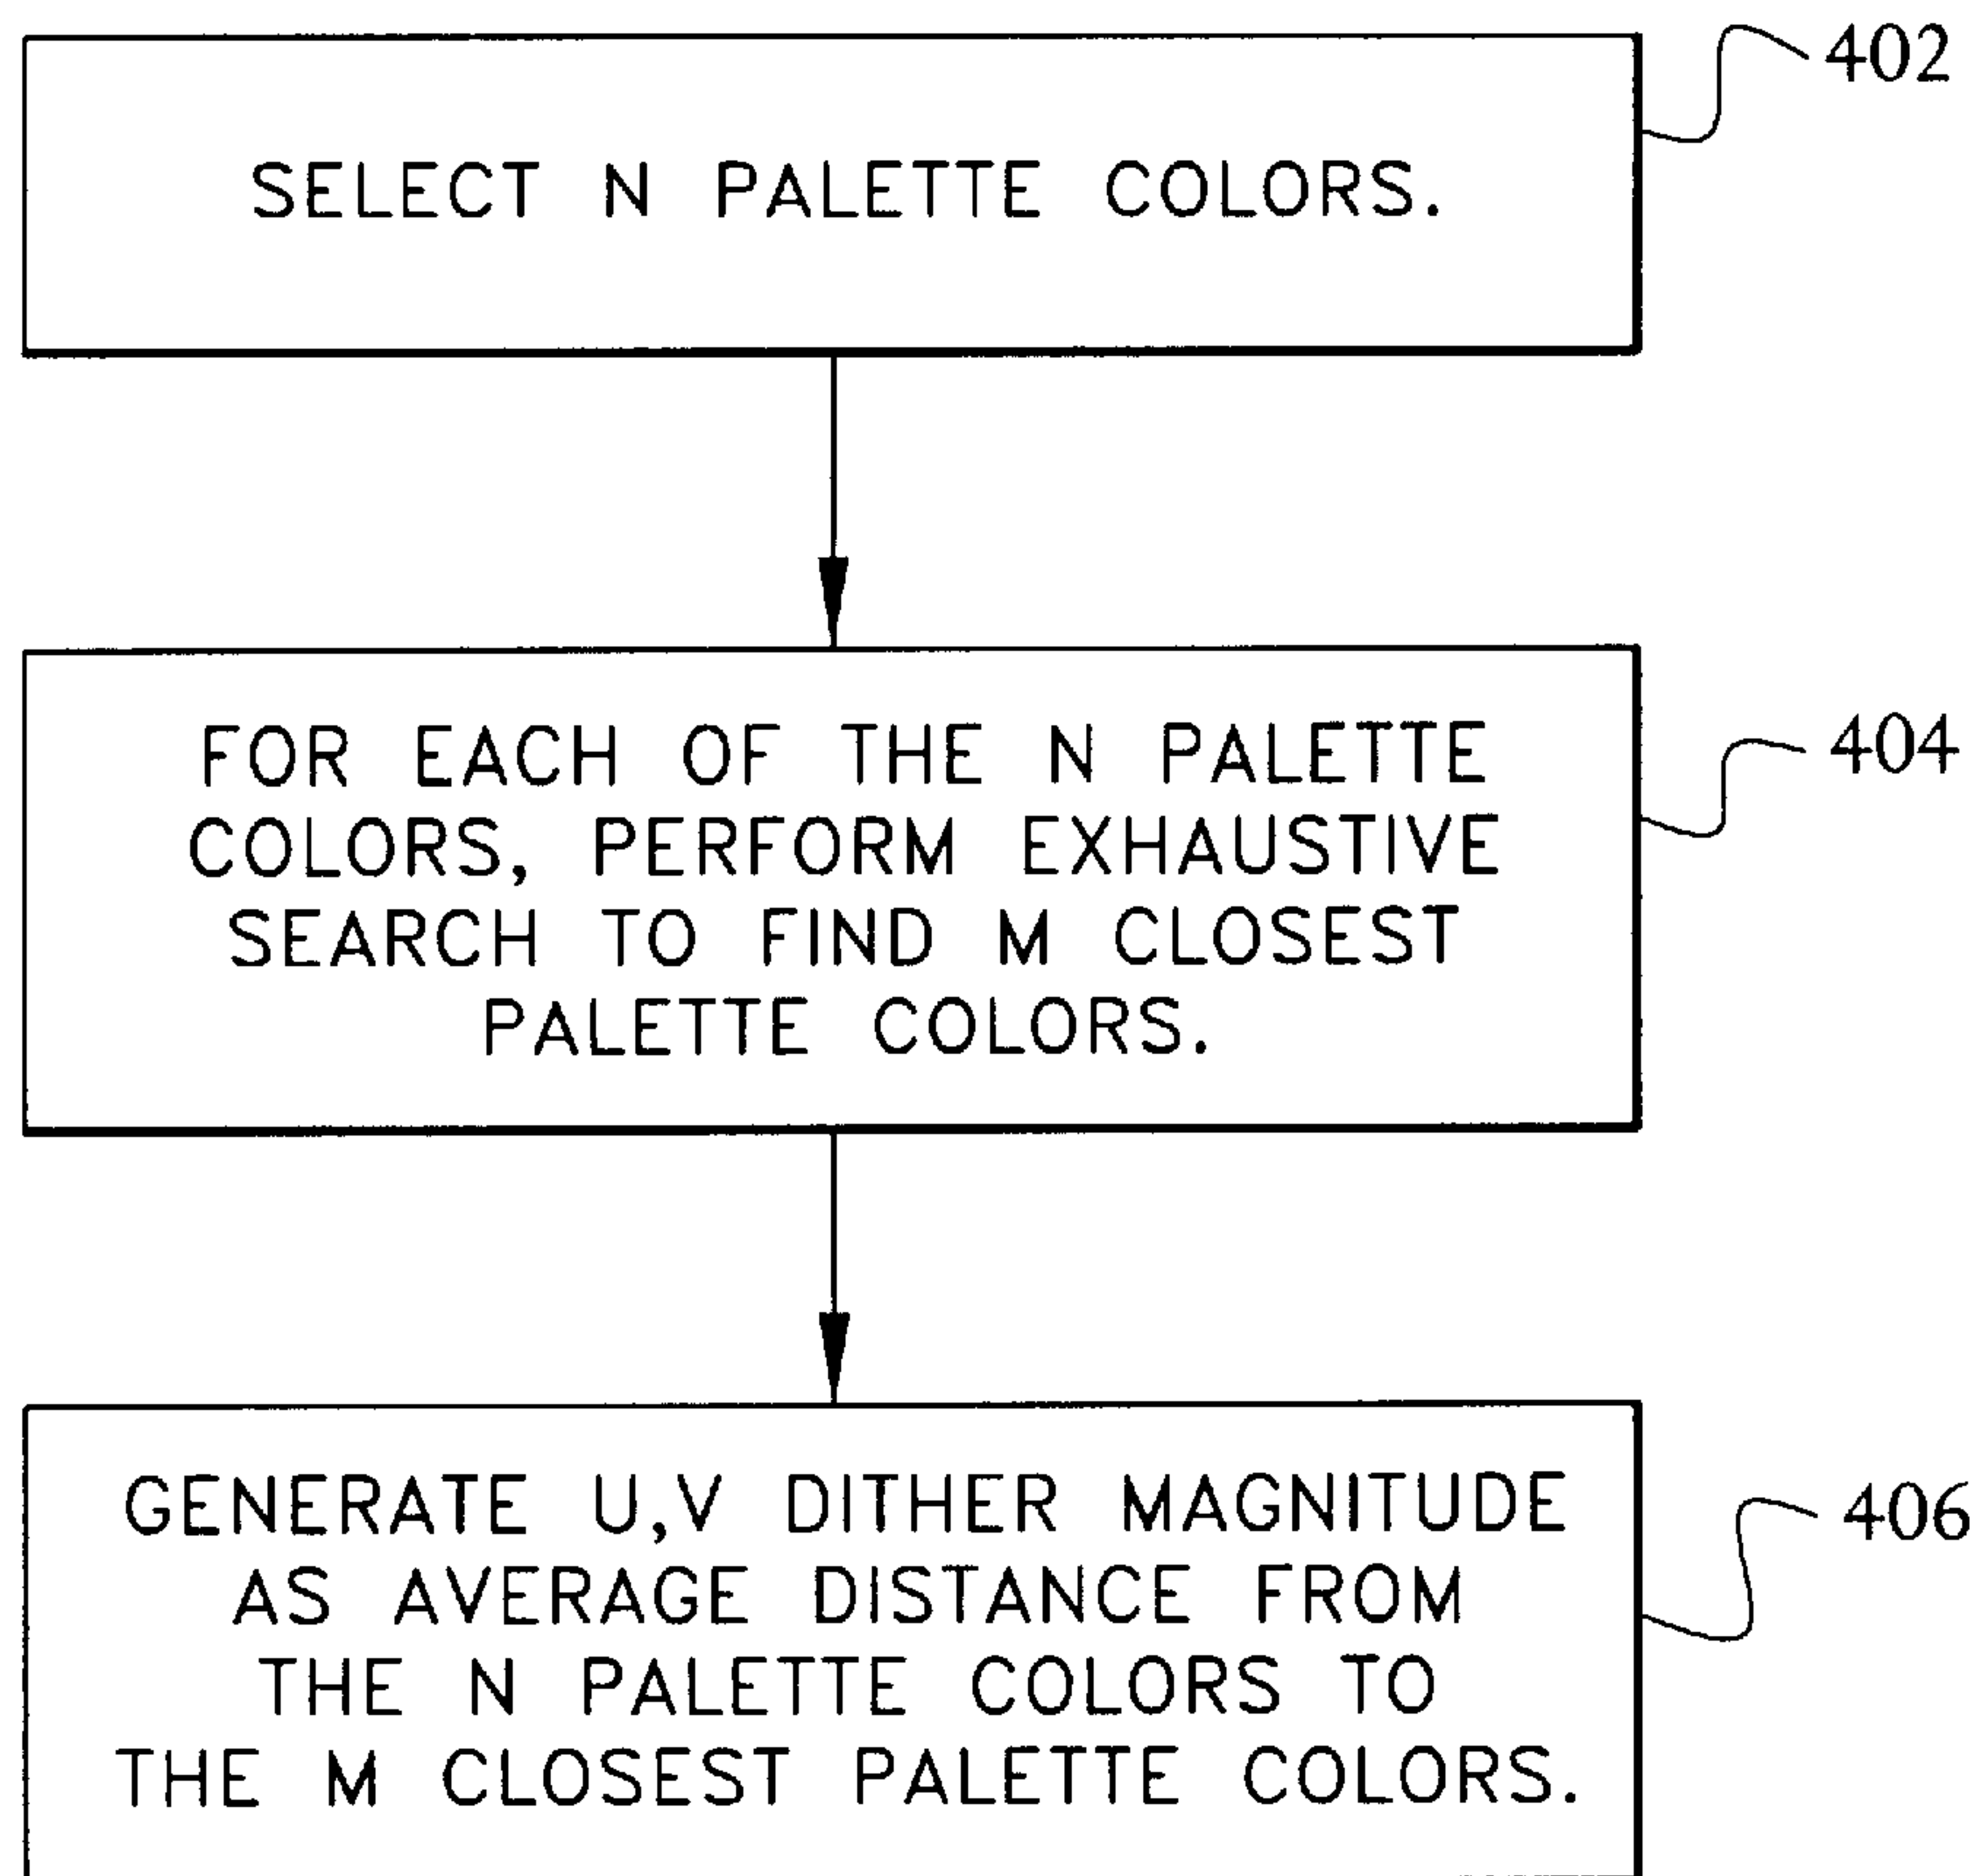 402
SELECT N PALETTE COLORS.
FOR EACH OF THE N PALETTE
404
COLORS, PERFORM EXHAUSTIVE
SEARCH TO FIND M CLOSEST
PALETTE COLORS.
GENERATE U,V DITHER MAGNITUDE
406
AS AVERAGE DISTANCE FROM
THE N PALETTE COLORS TO
THE M CLOSEST PALETTE COLORS.